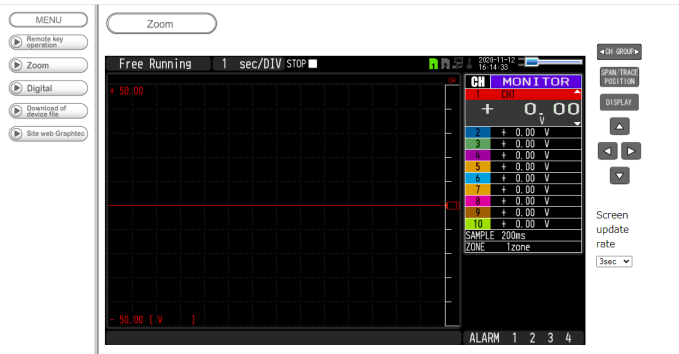 MENU
Remote key
operation
Zoom
Digital
Download of
device file
Site web Graphtec
Zoom
Free Running 1 sec/DIV STOP
2020-11-12
16:14:33
CH
+ 50.00
- 50.00 [ V ]
CH MONITOR
1 CH1
+ 0.00
V
2 + 0.00 V
3 + 0.00 V
4 + 0.00 V
5 + 0.00 V
6 + 0.00 V
7 + 0.00 V
8 + 0.00 V
9 + 0.00 V
10 + 0.00 V
SAMPLE 200ms
ZONE 1zone
ALARM 1 2 3 4
CH GROUP
SPAN/TRACE
POSITION
DISPLAY
Screen
update
rate
3sec